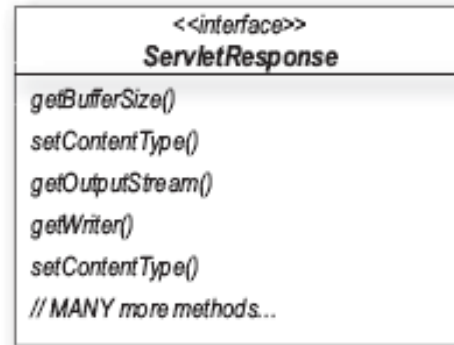 <<interface>>
ServletResponse
getBufferSize()
setContentType()
getOutputStream()
getWriter()
setContentType()
// MANY more methods...